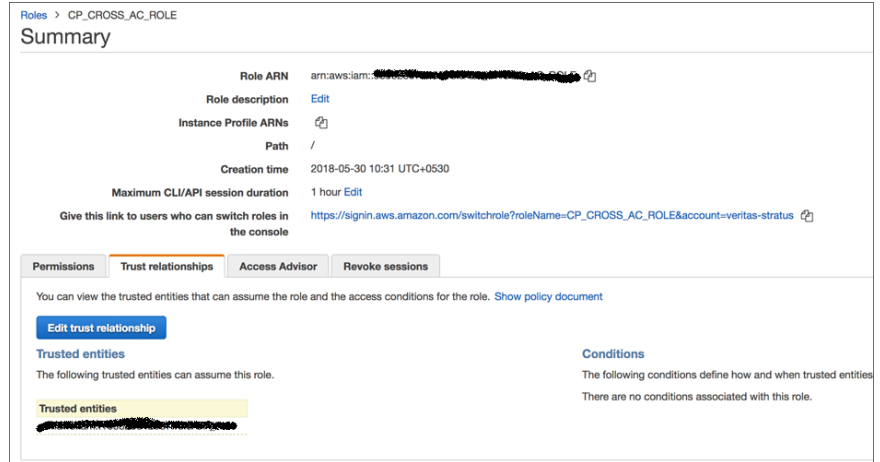 Roles > CP_CROSS_AC_ROLE
Summary
Role ARN arn:aws:iam::
Role description Edit
Instance Profile ARNs
Path /
Creation time 2018-05-30 10:31 UTC+0530
Maximum CLI/API session duration 1 hour Edit
Give this link to users who can switch roles in https://signin.aws.amazon.com/switchrole?roleName=CP_CROSS_AC_ROLE&account=veritas-stratus
the console
Permissions Trust relationships Access Advisor Revoke sessions
You can view the trusted entities that can assume the role and the access conditions for the role. Show policy document
Edit trust relationship
Trusted entities Conditions
The following trusted entities can assume this role. The following conditions define how and when trusted entities
There are no conditions associated with this role.
Trusted entities